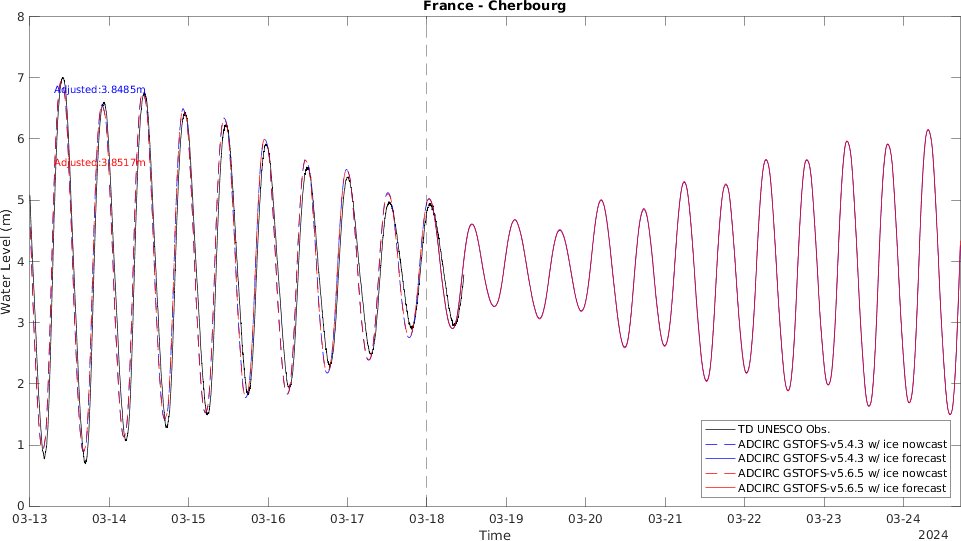 France - Cherbourg
8
7
6
5
4
3
2
1
0
Water Level (m)
Adjusted:3.8485m
Adjusted:3.8517m
TD UNESCO Obs.
ADCIRC GSTOFS-v5.4.3 w/ ice nowcast
ADCIRC GSTOFS-v5.4.3 w/ ice forecast
ADCIRC GSTOFS-v5.6.5 w/ ice nowcast
ADCIRC GSTOFS-v5.6.5 w/ ice forecast
03-13 03-14 03-15 03-16 03-17 03-18 03-19 03-20 03-21 03-22 03-23 03-24
Time
2024